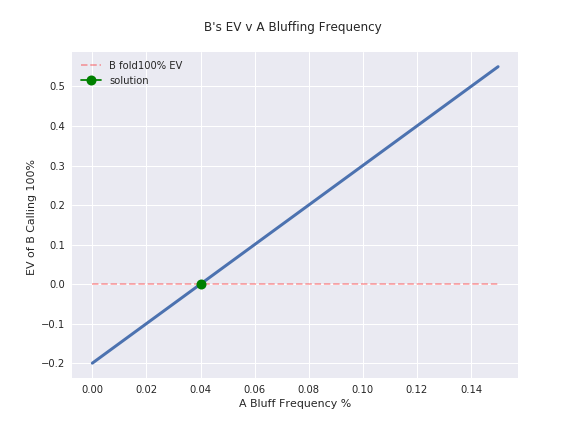 B's EV v A Bluffing Frequency
B fold100% EV
solution
EV of B Calling 100%
0.5
0.4
0.3
0.2
0.1
0.0
−0.1
−0.2
0.00 0.02 0.04 0.06 0.08 0.10 0.12 0.14
A Bluff Frequency %